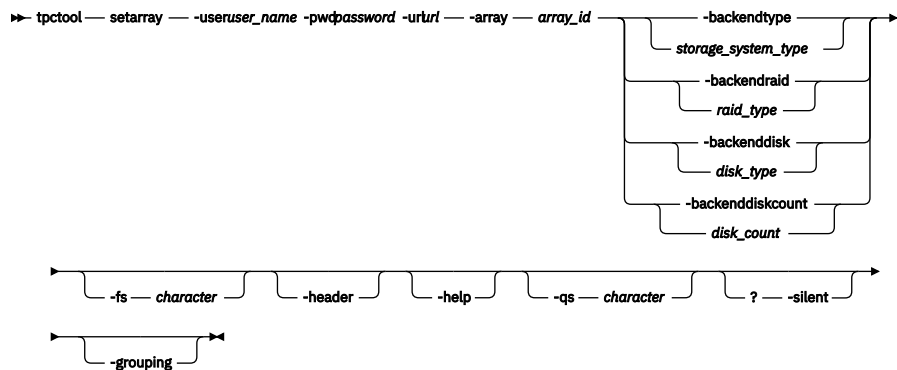 tpctool setarray -useruser_name -pwdpassword -urlurl -array array_id -backendtype
storage_system_type
-backendraid
raid_type
-backenddisk
disk_type
-backenddiskcount
disk_count
-fs character -header -help -qs character ? -silent
-grouping